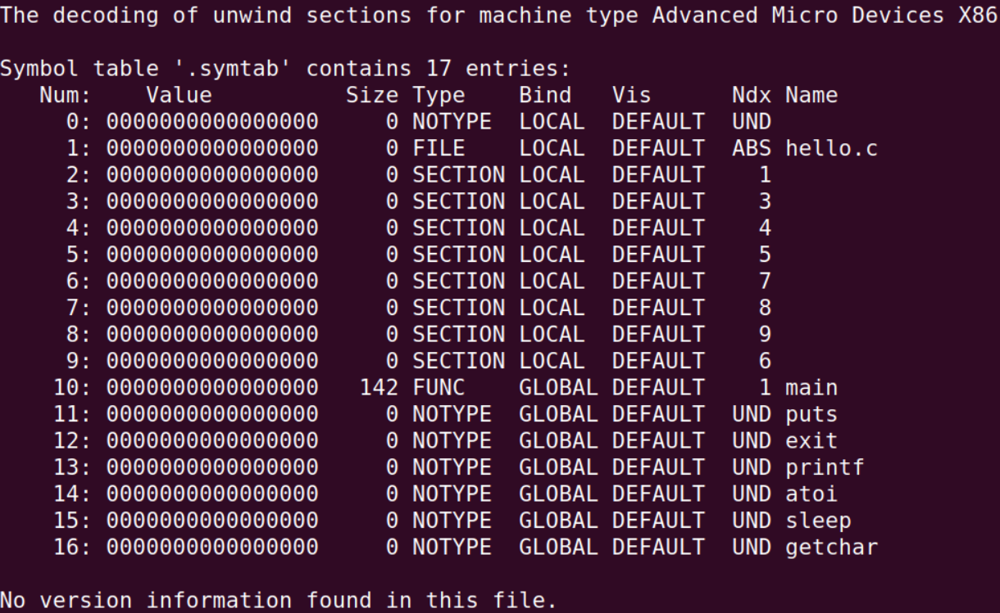 The decoding of unwind sections for machine type Advanced Micro Devices X86
Symbol table '.symtab' contains 17 entries:
   Num:    Value          Size Type    Bind   Vis      Ndx Name
     0: 0000000000000000     0 NOTYPE  LOCAL  DEFAULT  UND
     1: 0000000000000000     0 FILE    LOCAL  DEFAULT  ABS hello.c
     2: 0000000000000000     0 SECTION LOCAL  DEFAULT    1
     3: 0000000000000000     0 SECTION LOCAL  DEFAULT    3
     4: 0000000000000000     0 SECTION LOCAL  DEFAULT    4
     5: 0000000000000000     0 SECTION LOCAL  DEFAULT    5
     6: 0000000000000000     0 SECTION LOCAL  DEFAULT    7
     7: 0000000000000000     0 SECTION LOCAL  DEFAULT    8
     8: 0000000000000000     0 SECTION LOCAL  DEFAULT    9
     9: 0000000000000000     0 SECTION LOCAL  DEFAULT    6
    10: 0000000000000000   142 FUNC    GLOBAL DEFAULT    1 main
    11: 0000000000000000     0 NOTYPE  GLOBAL DEFAULT  UND puts
    12: 0000000000000000     0 NOTYPE  GLOBAL DEFAULT  UND exit
    13: 0000000000000000     0 NOTYPE  GLOBAL DEFAULT  UND printf
    14: 0000000000000000     0 NOTYPE  GLOBAL DEFAULT  UND atoi
    15: 0000000000000000     0 NOTYPE  GLOBAL DEFAULT  UND sleep
    16: 0000000000000000     0 NOTYPE  GLOBAL DEFAULT  UND getchar
No version information found in this file.